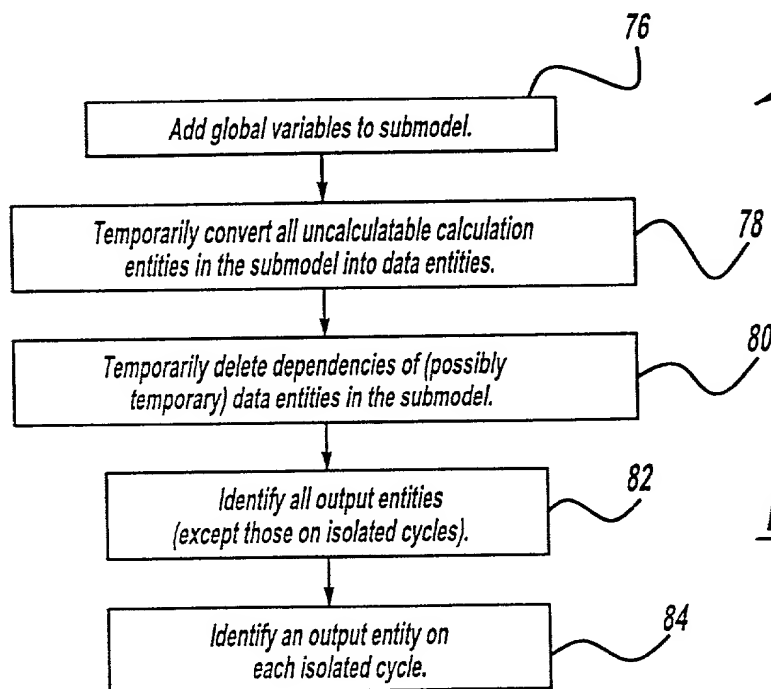 76
Add global variables to submodel.
Temporarily convert all uncalculatable calculation
entities in the submodel into data entities.
78
Temporarily delete dependencies of (possibly
temporary) data entities in the submodel.
80
Identify all output entities
(except those on isolated cycles).
82
Identify an output entity on
each isolated cycle.
84